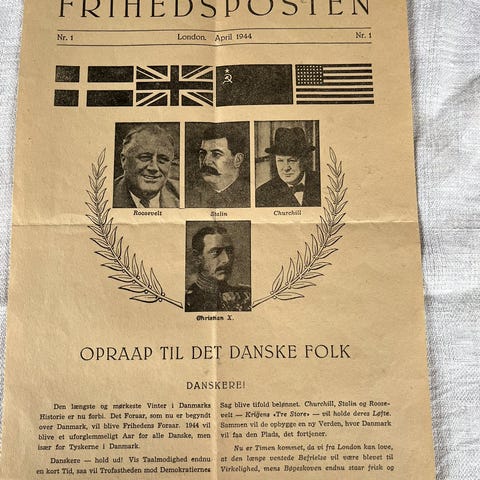 FRIHEDSPOSTEN
Nr. 1 London, April 1944 Nr. 1
Roosevelt Stalin Churchill
Christian X.
OPRAAP TIL DET DANSKE FOLK
DANSKERE!
Den længste og mørkeste Vinter i Danmarks
Historie er nu forbi. Det Foraar, som nu er begyndt
over Danmark, vil blive Frihedens Foraar. 1944 vil
blive et uforglemmeligt Aar for alle Danske, men
især for Tyskerne i Danmark.
Danskere — hold ud! Vis Taalmodighed endnu
en kort Tid, saa vil Trofastheden mod Demokratiernes
Sag blive tifold belønnet. Churchill, Stalin og Roose-
velt — Krigens «Tre Store» — vil holde deres Løfte.
Sammen vil de opbygge en ny Verden, hvor Danmark
vil faa den Plads, det fortjener.
Nu er Timen kommet, da vi fra London kan love,
at den længe ventede Befrielse vil være blevet til
Virkelighed, mens Bøgeskoven endnu staar frisk og